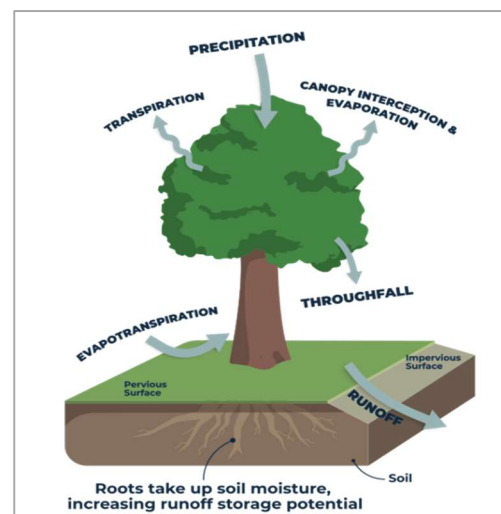 PRECIPITATION
TRANSPIRATION
CANOPY INTERCEPTION &
EVAPORATION
THROUGHFALL
EVAPOTRANSPIRATION
Impervious
Surface
Pervious
Surface
RUNOFF
Soil
Roots take up soil moisture,
increasing runoff storage potential